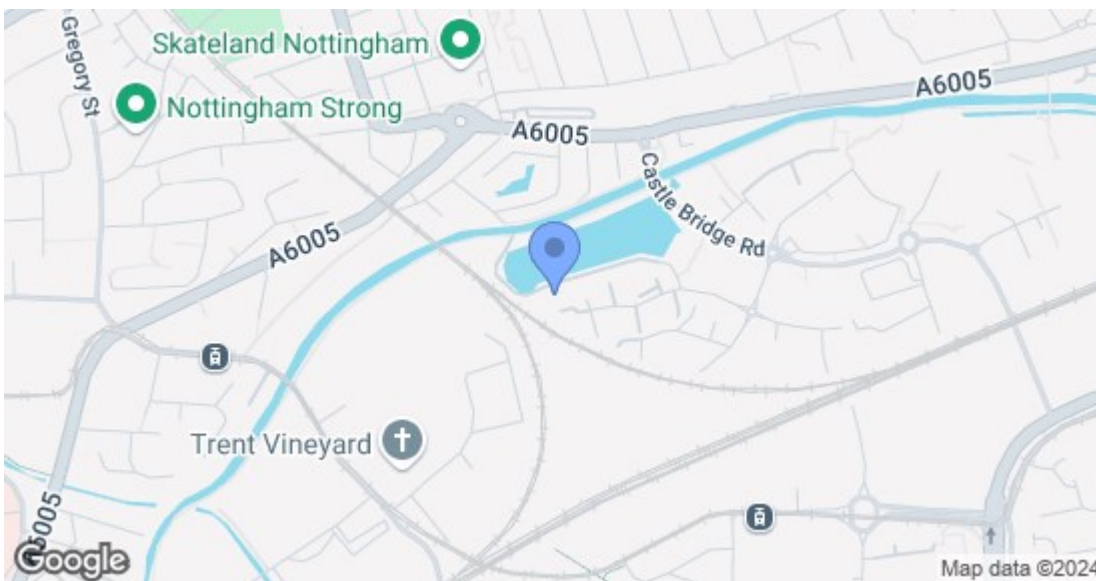 Gregory St
Skateland Nottingham
Nottingham Strong
A6005
A6005
Castle Bridge Rd
A6005
Trent Vineyard
A6005
Google
Map data ©2024